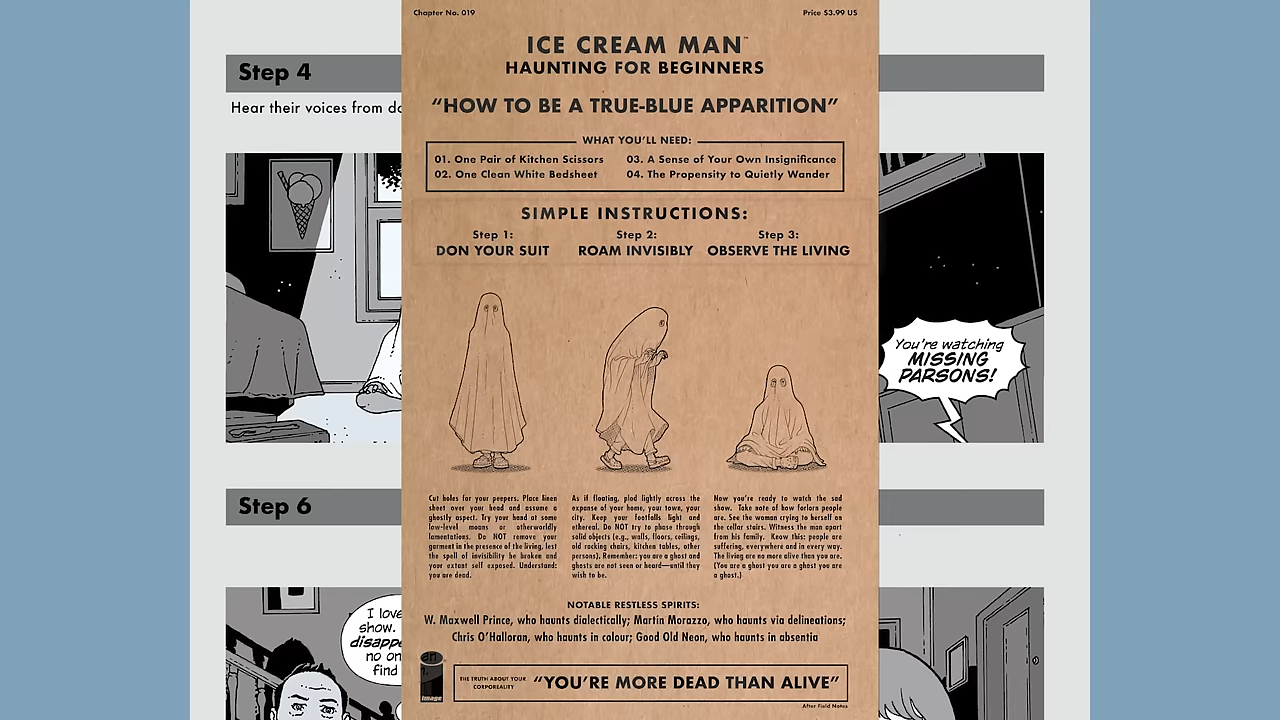 Chapter No. 019
Price $3.99 US
ICE CREAM MAN™
HAUNTING FOR BEGINNERS
“HOW TO BE A TRUE-BLUE APPARITION”
WHAT YOU’LL NEED:
01. One Pair of Kitchen Scissors
03. A Sense of Your Own Insignificance
02. One Clean White Bedsheet
04. The Propensity to Quietly Wander
SIMPLE INSTRUCTIONS:
Step 1:
DON YOUR SUIT
Step 2:
ROAM INVISIBLY
Step 3:
OBSERVE THE LIVING
Cut holes for your peepers. Place linen
sheet over your head and assume a
ghostly aspect. Try your hand at some
low-level moans or otherworldly
lamentations. Do NOT remove your
garment in the presence of the living, lest
the spell of invisibility be broken and
your extant self exposed. Understand:
you are dead.
As if floating, plod lightly across the
expanse of your home, your town, your
city. Keep your footfalls light and
ethereal. Do NOT try to phase through
solid objects (e.g., walls, floors, ceilings,
old rocking chairs, kitchen tables, other
persons). Remember: you are a ghost and
ghosts are not seen or heard—until they
wish to be.
Now you’re ready to watch the sad
show. Take note of how forlorn people
are. See the woman crying to herself on
the cellar stairs. Witness the man apart
from his family. Know this: people are
suffering, everywhere and in every way.
The living are no more alive than you are.
(You are a ghost you are a ghost you are
a ghost.)
NOTABLE RESTLESS SPIRITS:
W. Maxwell Prince, who haunts dialectically; Martín Morazzo, who haunts via delineations;
Chris O’Halloran, who haunts in colour; Good Old Neon, who haunts in absentia
image
THE TRUTH ABOUT YOUR
CORPOREALITY
“YOU’RE MORE DEAD THAN ALIVE”
After Field Notes
Step 4
Hear their voices from do
You’re watching
MISSING
PARSONS!
Step 6
I love
show.
disappe
no on
find